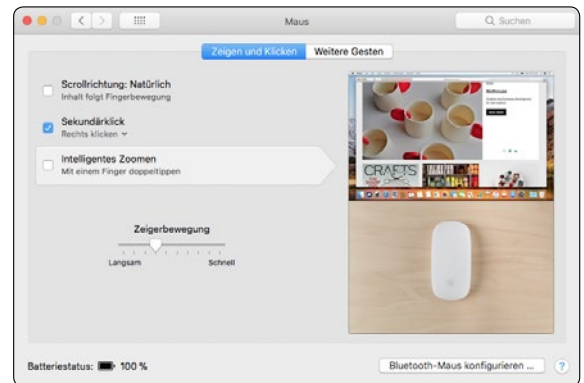 Maus
Suchen
Zeigen und Klicken
Weitere Gesten
Scrollrichtung: Natürlich
Inhalt folgt Fingerbewegung
Sekundärklick
Rechts klicken
Intelligentes Zoomen
Mit einem Finger doppeltippen
CRAFTS
Zeigerbewegung
Langsam
Schnell
Batteriestatus: 100 %
Bluetooth-Maus konfigurieren ...
?